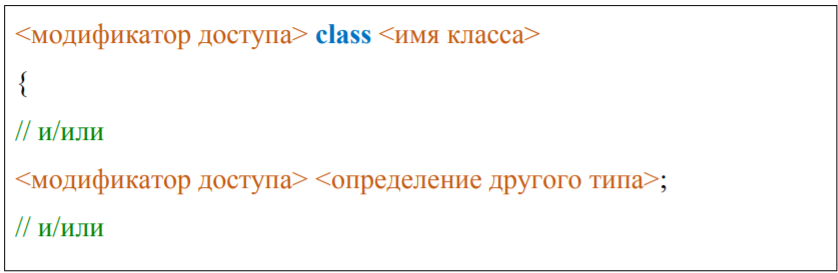 <модификатор доступа> class <имя класса>
{
// и/или
<модификатор доступа> <определение другого типа>;
// и/или